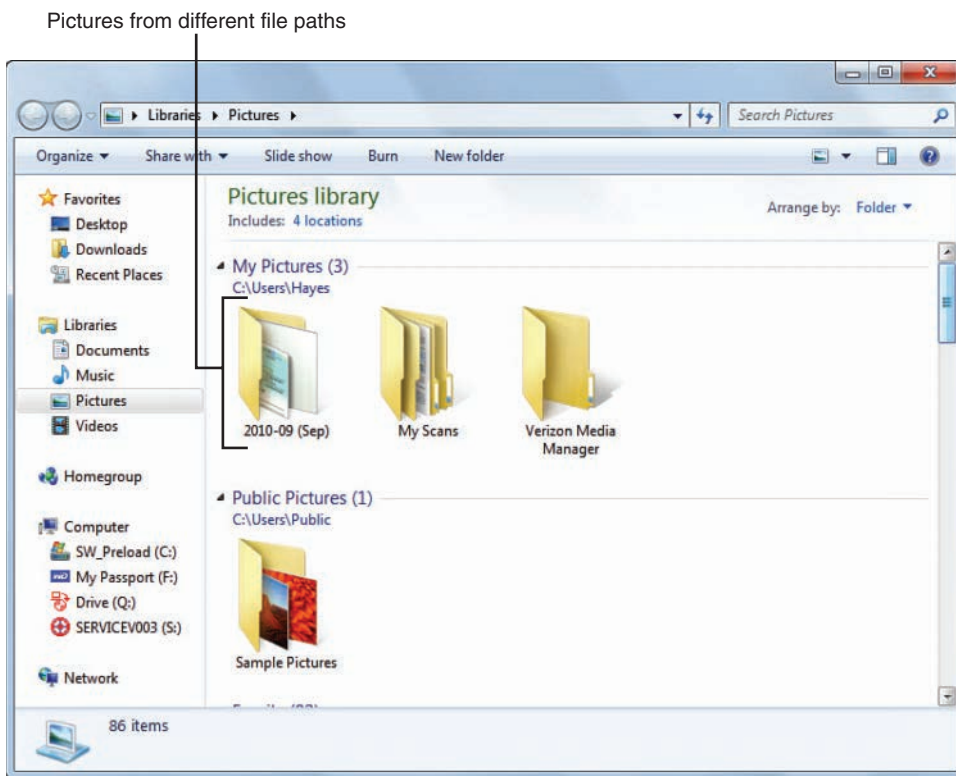 Pictures from different file paths
Libraries Pictures
Search Pictures
Organize Share with Slide show Burn New folder
Favorites
Desktop
Downloads
Recent Places
Libraries
Documents
Music
Pictures
Videos
Homegroup
Computer
SW_Preload (C:)
My Passport (F:)
Drive (Q:)
SERVICEV003 (S:)
Network
Pictures library
Includes: 4 locations
Arrange by: Folder
My Pictures (3)
C:\Users\Hayes
2010-09 (Sep)
My Scans
Verizon Media
Manager
Public Pictures (1)
C:\Users\Public
Sample Pictures
86 items